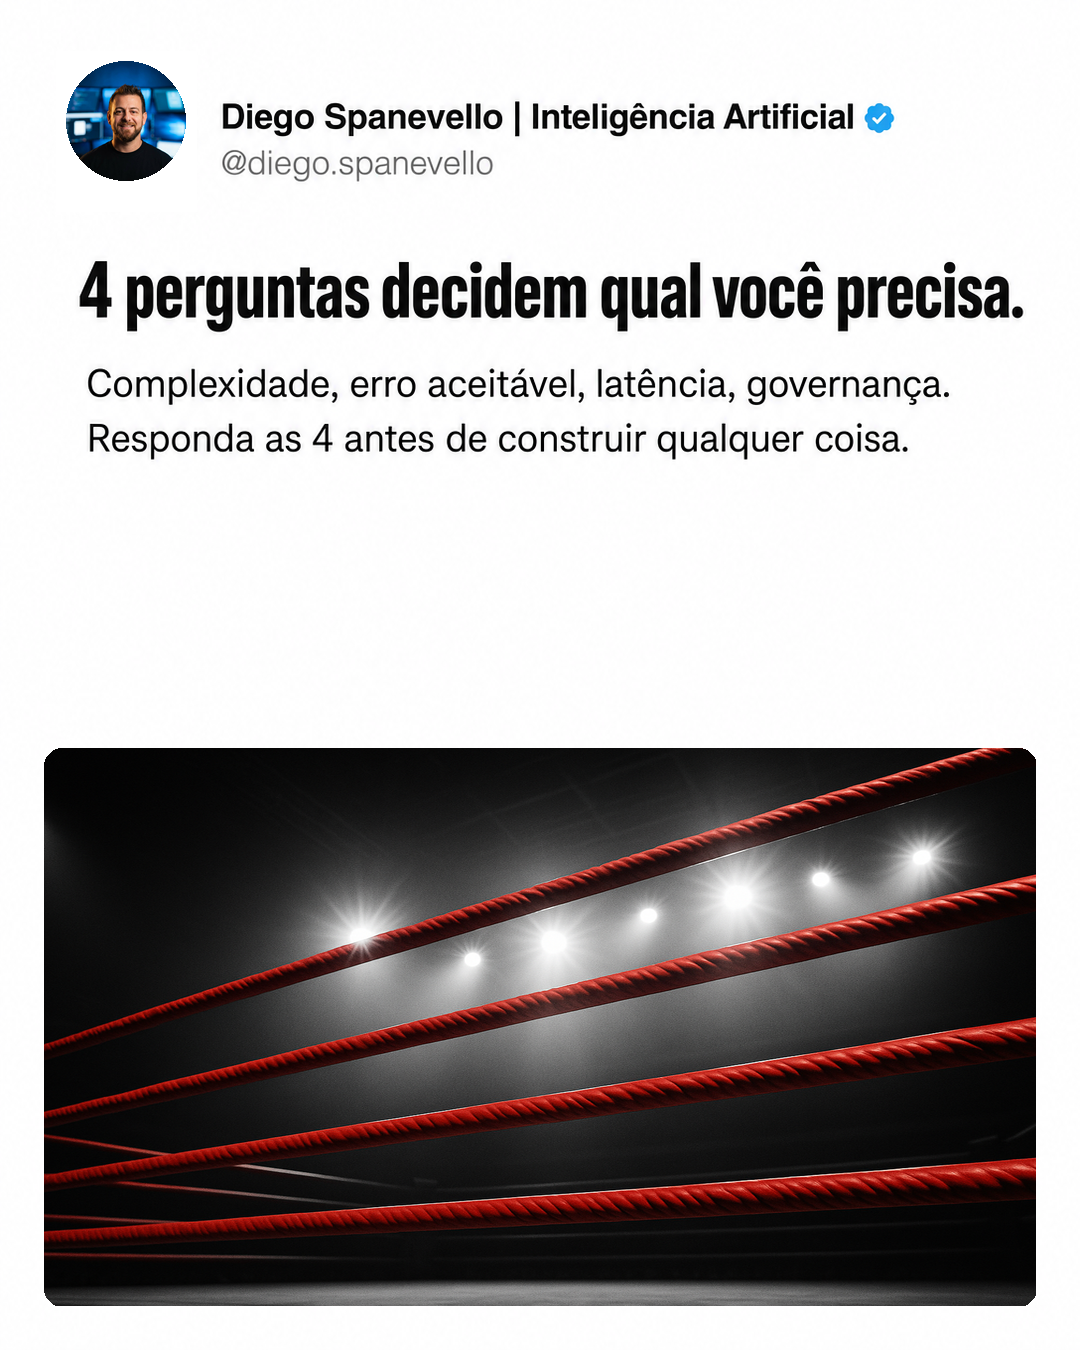 Diego Spanevello | Inteligência Artificial
@diego.spanevello
4 perguntas decidem qual você precisa.
Complexidade, erro aceitável, latência, governança.
Responda as 4 antes de construir qualquer coisa.